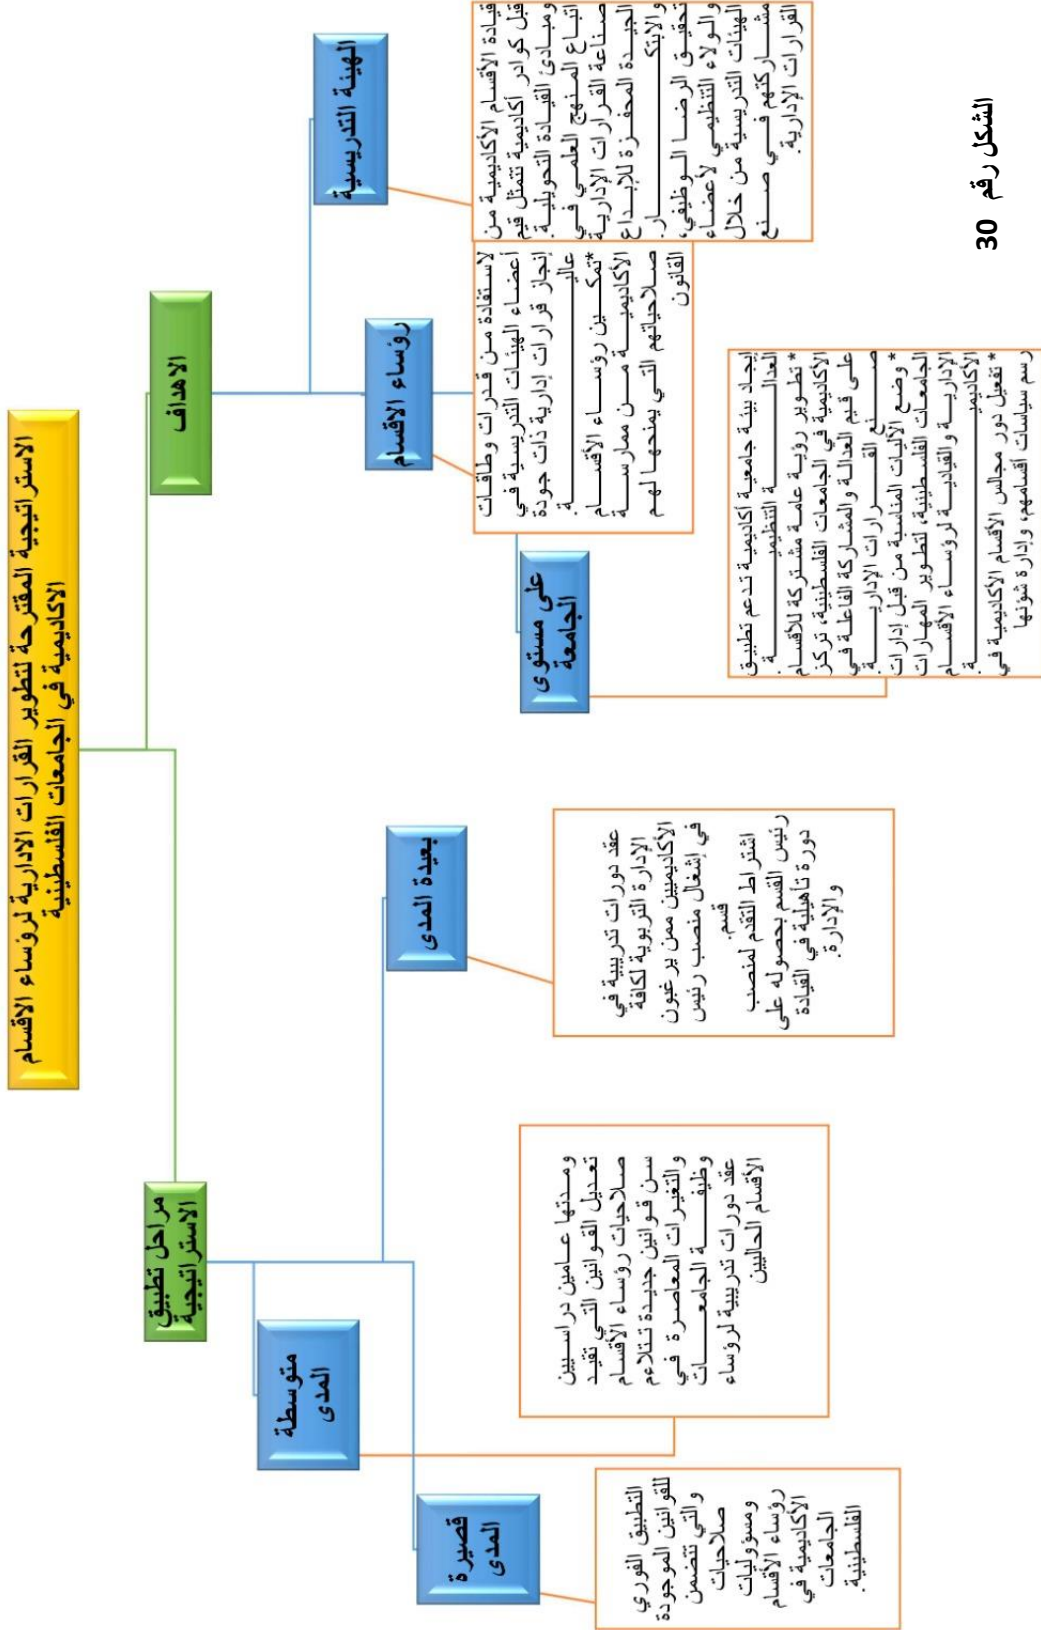 الاستراتيجية المقترحة لتطوير القرارات الادارية لرؤساء الاقسام
الاكاديمية في الجامعات الفلسطينية
الاهداف
الهيئة التدريسية
قيادة الأقسام الأكاديمية من
قبل كوادر أكاديمية تتمثل قيم
ومبادئ القيادة التحويلية.
اتباع المنهج العلمي في
صناعة القرارات الإدارية
الجيدة المحفزة للإبداع
والابتكار.
تحقيق الرضا الوظيفي،
والولاء التنظيمي لأعضاء
الهيئات التدريسية من خلال
مشاركتهم في صنع
القرارات الإدارية.
رؤساء الاقسام
لاستفادة من قدرات وطاقات
أعضاء الهيئات التدريسية في
إنجاز قرارات إدارية ذات جودة
عالية.
*تمكين رؤساء الأقسام
الأكاديمية من ممارسة
صلاحياتهم التي يمنحها لهم
القانون
على مستوى
الجامعة
إيجاد بيئة جامعية أكاديمية تدعم تطبيق
العدالة التنظيمية.
* تطوير رؤية عامة مشتركة للأقسام
الأكاديمية في الجامعات الفلسطينية، تركز
على قيم العدالة والمشاركة الفاعلة في
صنع القرارات الإدارية.
* وضع الآليات المناسبة من قبل إدارات
الجامعات الفلسطينية، لتطوير المهارات
الإدارية والقيادية لرؤساء الأقسام
الأكاديمية.
* تفعيل دور مجالس الأقسام الأكاديمية في
رسم سياسات أقسامهم، وإدارة شؤنها
مراحل تطبيق
الاستراتيجية
بعيدة المدى
عقد دورات تدريبية في
الإدارة التربوية لكافة
الأكاديميين ممن يرغبون
في إشغال منصب رئيس
قسم.
اشتراط التقدم لمنصب
رئيس القسم بحصوله على
دورة تأهيلية في القيادة
والإدارة.
متوسطة
المدى
ومدتها عامين دراسيين
تعديل القوانين التي تقيد
صلاحيات رؤساء الأقسام
سن قوانين جديدة تتلاءم
والتغيرات المعاصرة في
وظيفة الجامعات
عقد دورات تدريبية لرؤساء
الأقسام الحاليين
قصيرة
المدى
التطبيق الفوري
للقوانين الموجودة
والتي تتضمن
صلاحيات
ومسؤوليات
رؤساء الأقسام
الأكاديمية في
الجامعات
الفلسطينية.
الشكل رقم 30